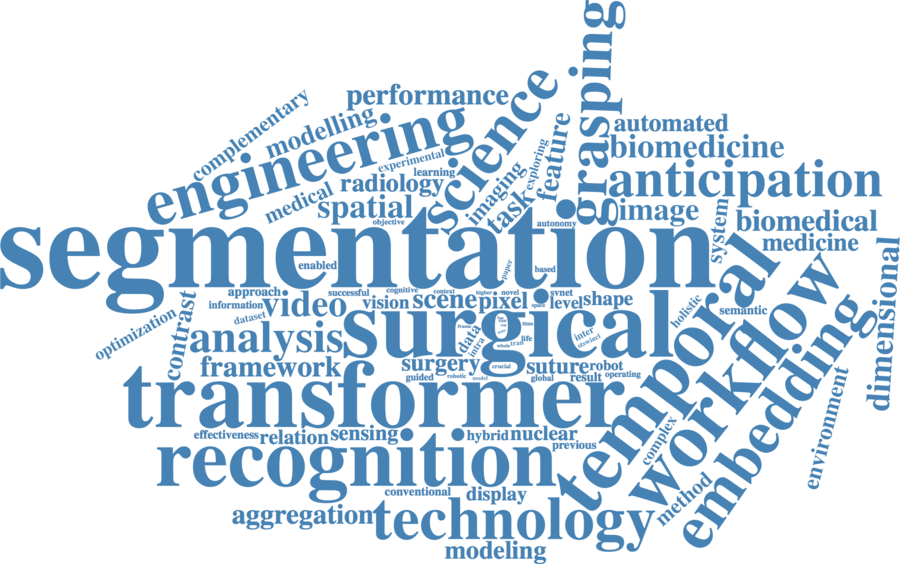 complementary
performance
modelling
engineering
experimental
learning
medical
radiology
spatial
objective
science
imaging
task
exploring
feature
autonomy
grasping
automated
biomedicine
anticipation
image
system
biomedical
medicine
dimensional
segmentation
enabled
paper
based
approach
successful
cognitive
context
higher
novel
svnet
space
information
video
vision
scene
pixel
level
shape
dataset
optimization
contrast
analysis
surgical
frame
data
intra
time
life
trail
whole
inter
holistic
semantic
temporal
workflow
embedding
environment
framework
surgery
crucial
suture
robot
guided
robotic
model
global
result
operating
transformer
effectiveness
relation
sensing
hybrid
nuclear
previous
complex
recognition
conventional
display
method
aggregation
technology
modeling